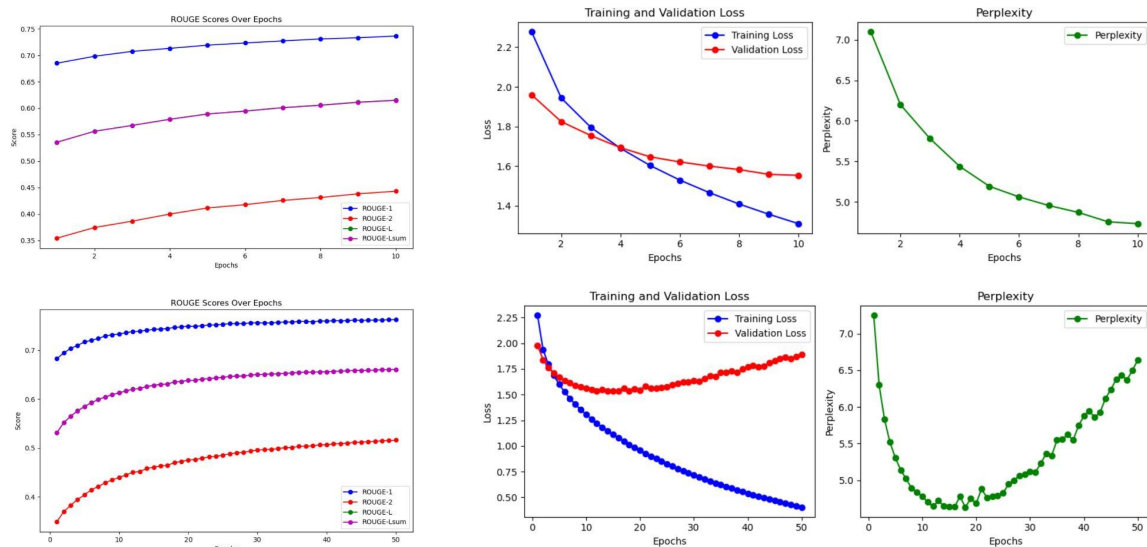 ROUGE Scores Over Epochs
0.75
0.70
0.65
0.60
0.55
0.50
0.45
0.40
0.35
Score
2 4 6 8 10
Epochs
ROUGE-1
ROUGE-2
ROUGE-L
ROUGE-Lsum
Training and Validation Loss
2.2
2.0
1.8
1.6
1.4
Loss
2 4 6 8 10
Epochs
Training Loss
Validation Loss
Perplexity
7.0
6.5
6.0
5.5
5.0
Perplexity
2 4 6 8 10
Epochs
Perplexity
ROUGE Scores Over Epochs
0.7
0.6
0.5
0.4
Score
0 10 20 30 40 50
Epochs
ROUGE-1
ROUGE-2
ROUGE-L
ROUGE-Lsum
Training and Validation Loss
2.25
2.00
1.75
1.50
1.25
1.00
0.75
0.50
Loss
0 10 20 30 40 50
Epochs
Training Loss
Validation Loss
Perplexity
7.0
6.5
6.0
5.5
5.0
Perplexity
0 10 20 30 40 50
Epochs
Perplexity